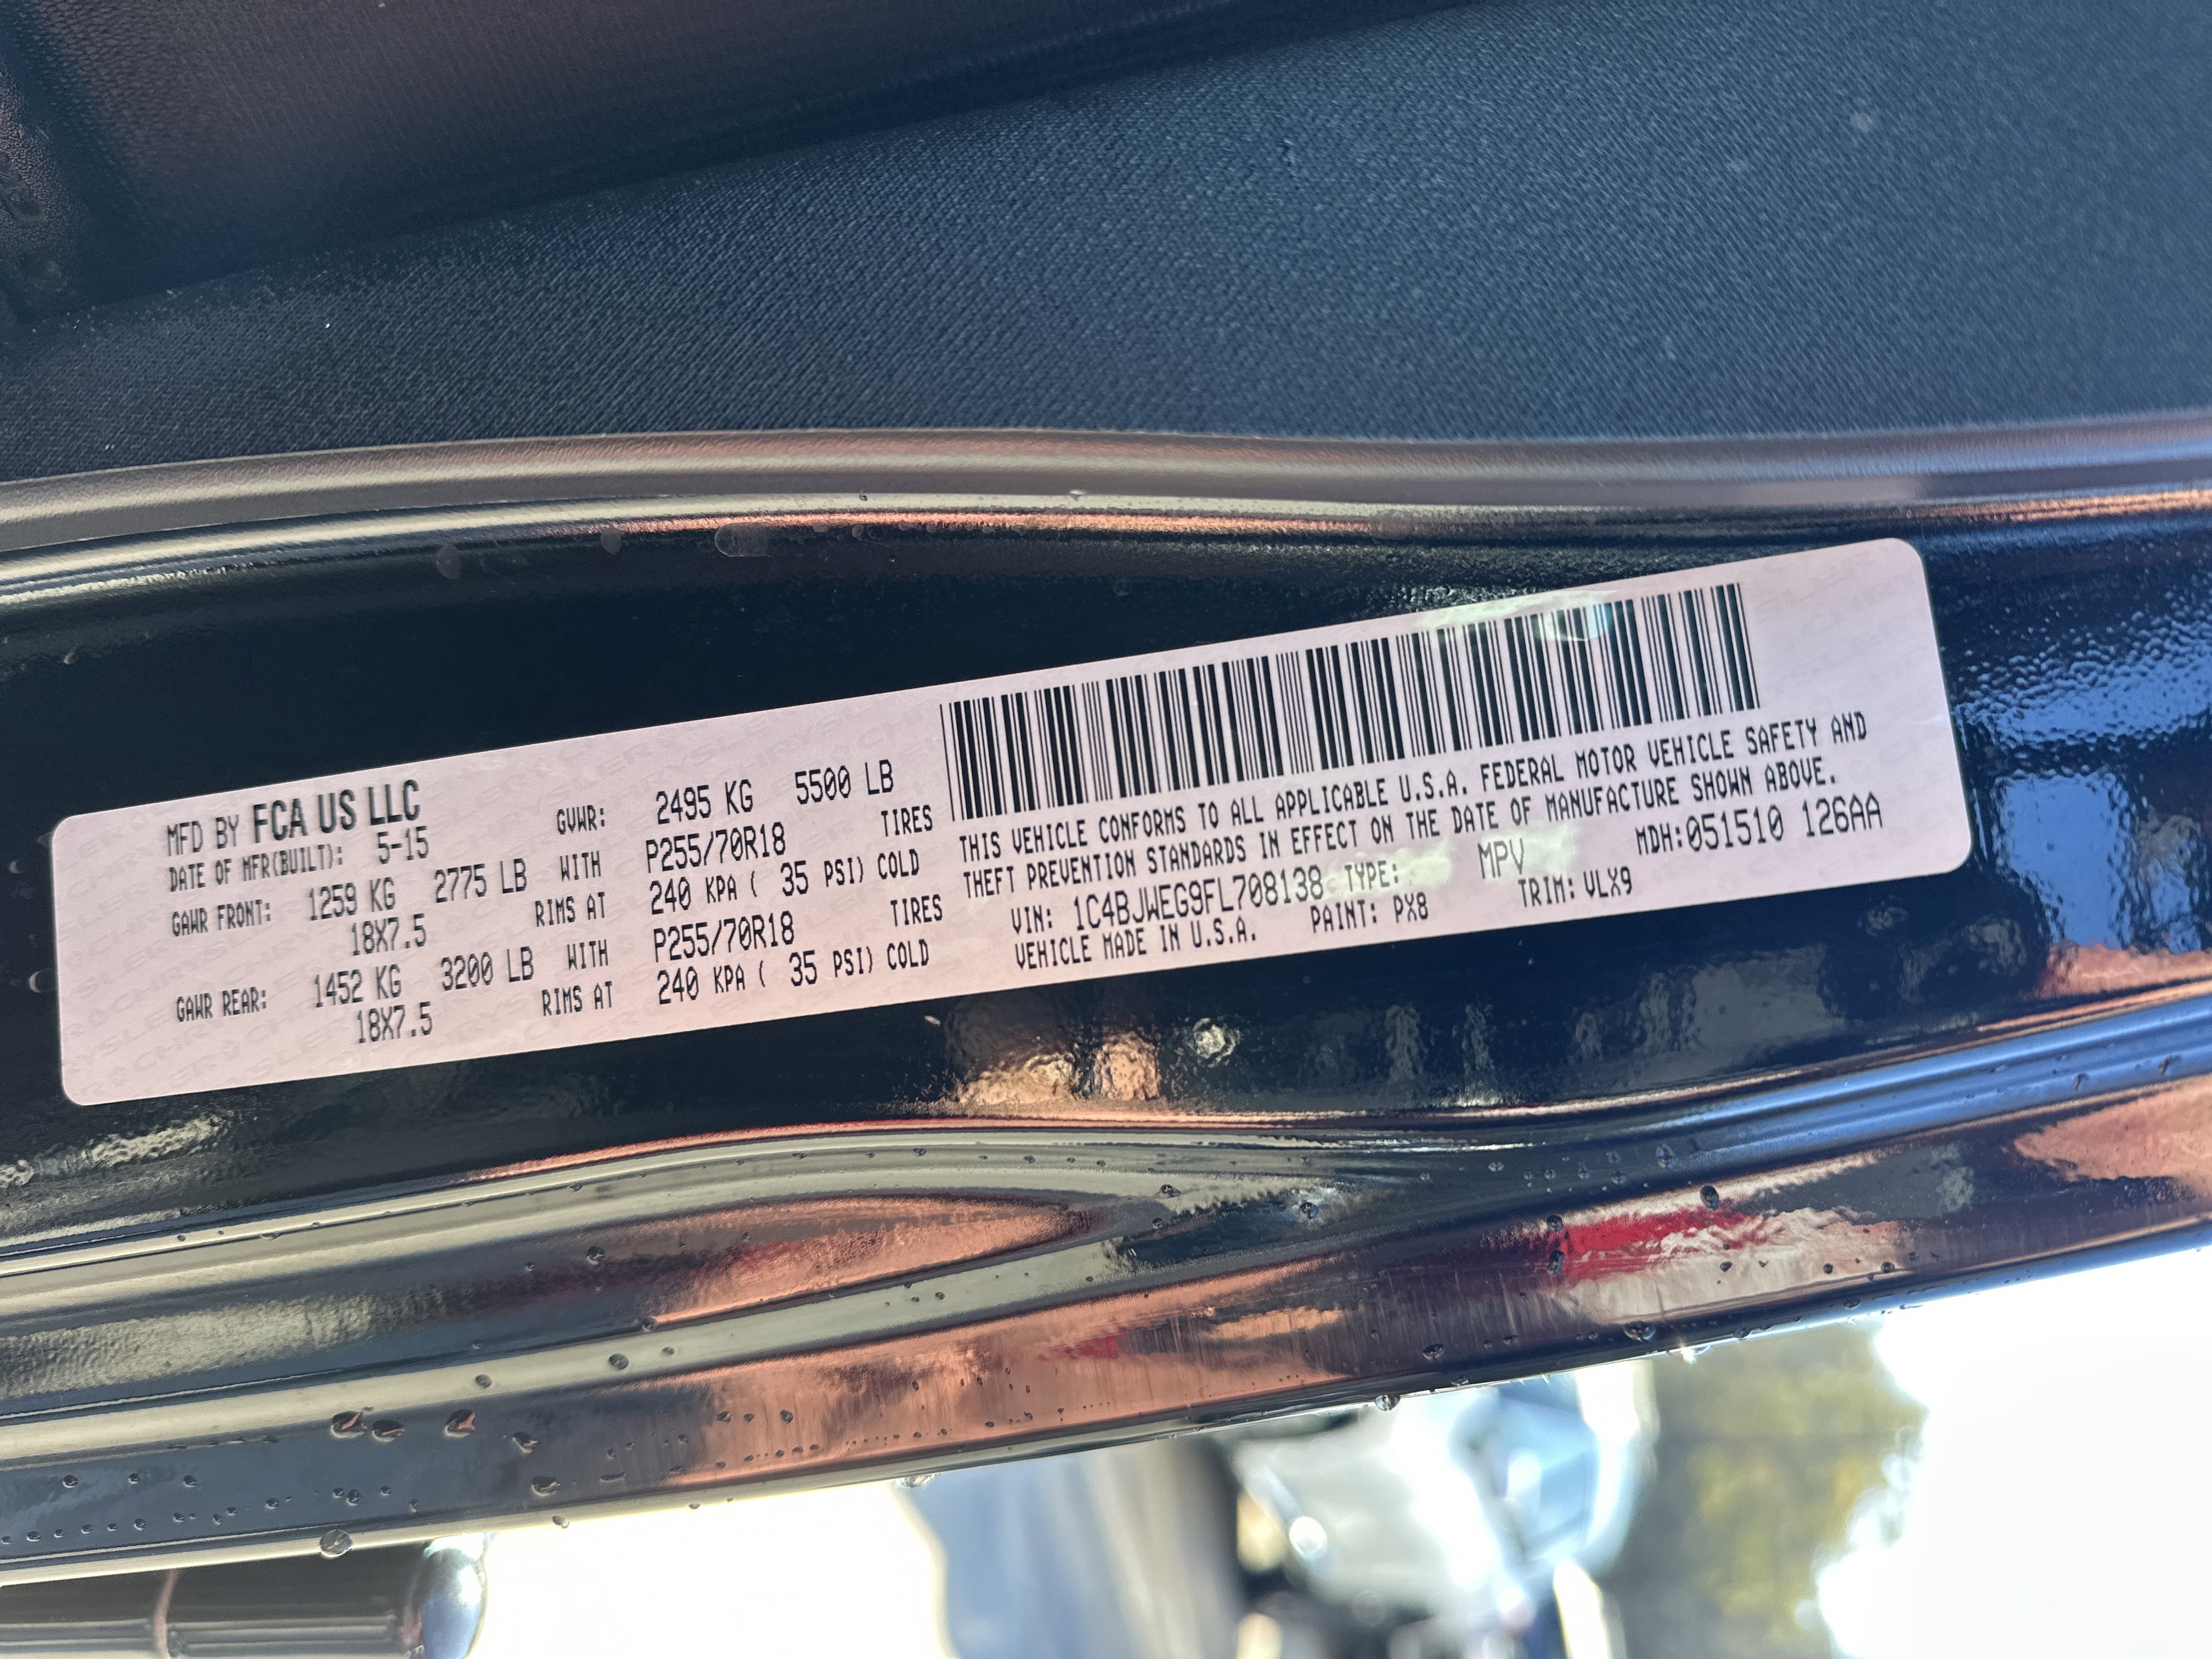 MFD BY FCA US LLC
DATE OF MFR(BUILT): 5-15 GVWR: 2495 KG 5500 LB
GAWR FRONT: 1259 KG 2775 LB WITH P255/70R18 TIRES
18X7.5 RIMS AT 240 KPA ( 35 PSI) COLD
GAWR REAR: 1452 KG 3200 LB WITH P255/70R18 TIRES
18X7.5 RIMS AT 240 KPA ( 35 PSI) COLD
THIS VEHICLE CONFORMS TO ALL APPLICABLE U.S.A. FEDERAL MOTOR VEHICLE SAFETY AND
THEFT PREVENTION STANDARDS IN EFFECT ON THE DATE OF MANUFACTURE SHOWN ABOVE.
VIN: 1C4BJWEG9FL708138 TYPE: MPV MDH:051510 126AA
VEHICLE MADE IN U.S.A. PAINT: PX8 TRIM: VLX9